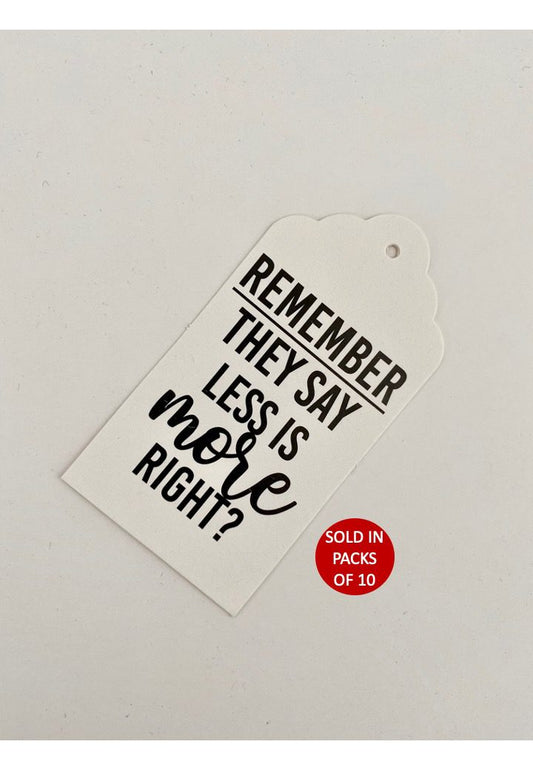 REMEMBER
THEY SAY
LESS IS
more
RIGHT?
SOLD IN
PACKS
OF 10